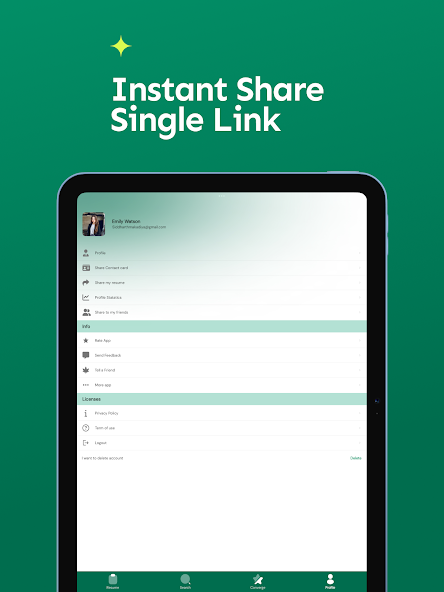 Instant Share
Single Link
Emily Watson
Profile
Share Contact card
Share my resume
Profile Statistics
Share to my friends
Info
Rate App
Send Feedback
Tell a friend
More app
Licenses
Privacy Policy
Term of use
Logout
I want to delete account
Delete
Resume
Search
Converge
Profile